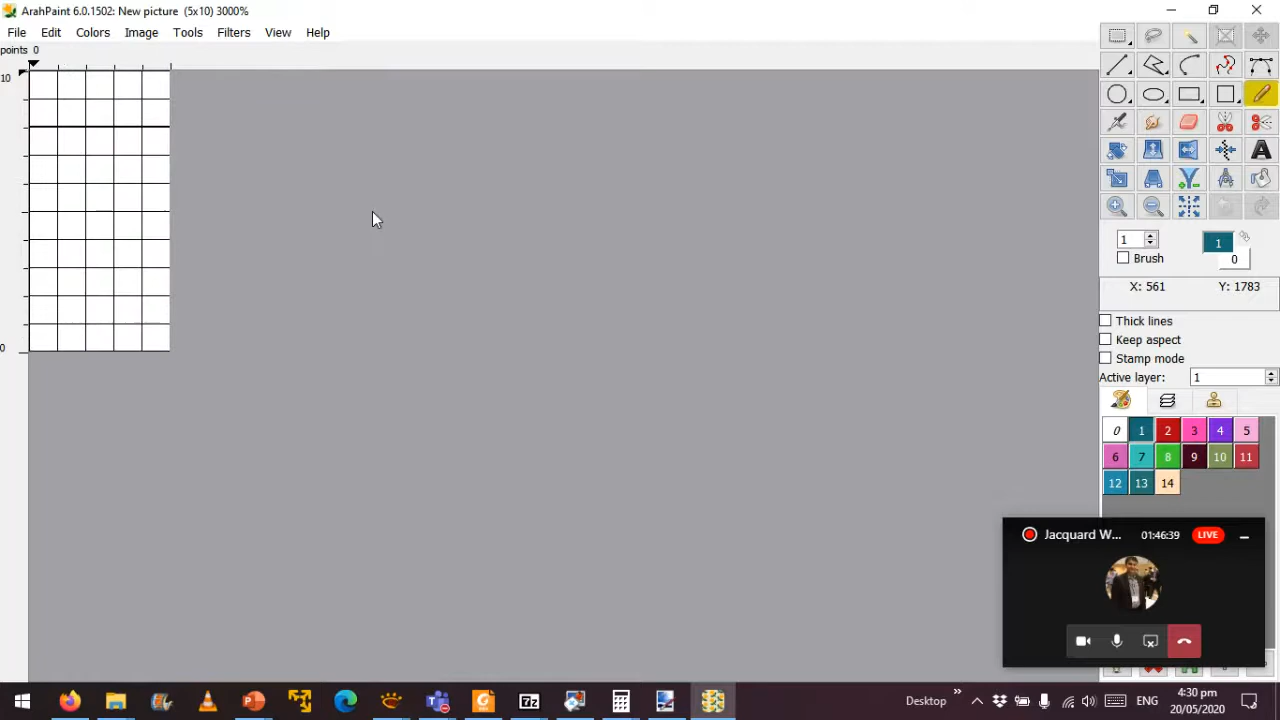 ArahPaint 6.0.1502: New picture (5x10) 3000%
File Edit Colors Image Tools Filters View Help
points 0
10
0
A
1
1
Brush
0
X: 561 Y: 1783
Thick lines
Keep aspect
Stamp mode
Active layer: 1
0 1 2 3 4 5
6 7 8 9 10 11
12 13 14
Jacquard W... 01:46:39 LIVE
7z
Desktop
ENG
4:30 pm
20/05/2020